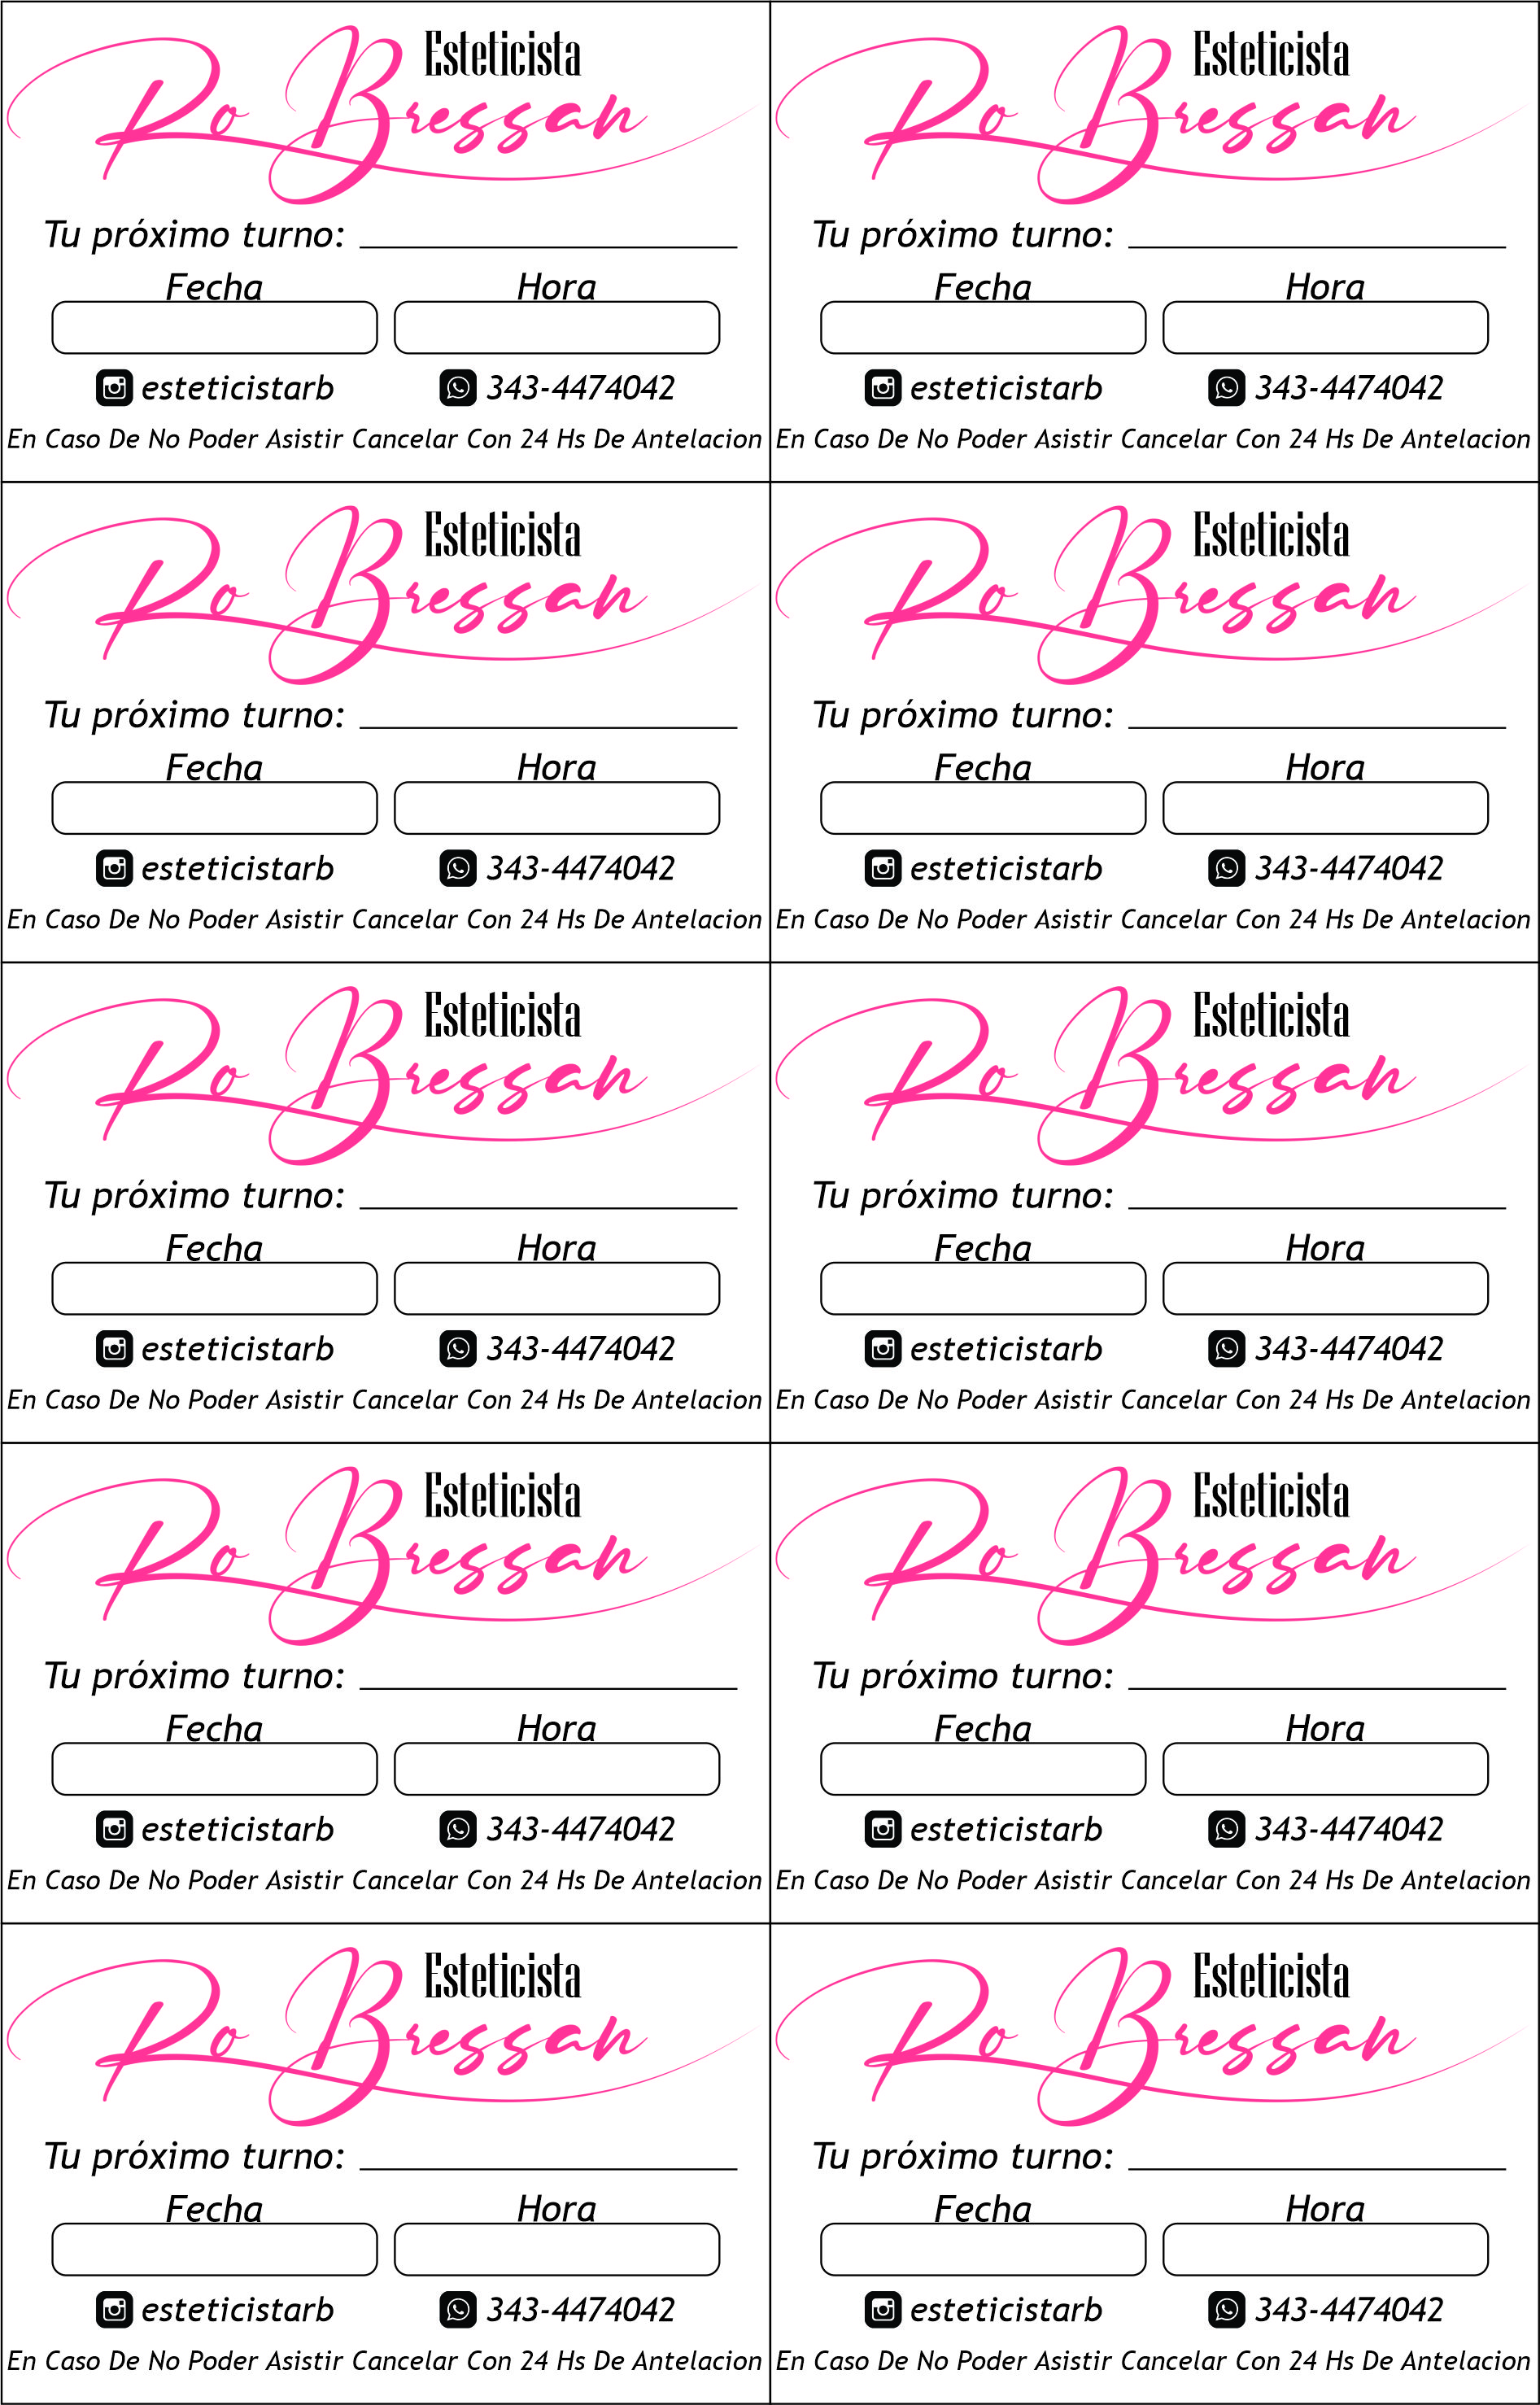 Esteticista
Ro Bressan
Tu próximo turno:
Fecha Hora
esteticistarb 343-4474042
En Caso De No Poder Asistir Cancelar Con 24 Hs De Antelacion
Esteticista
Ro Bressan
Tu próximo turno:
Fecha Hora
esteticistarb 343-4474042
En Caso De No Poder Asistir Cancelar Con 24 Hs De Antelacion
Esteticista
Ro Bressan
Tu próximo turno:
Fecha Hora
esteticistarb 343-4474042
En Caso De No Poder Asistir Cancelar Con 24 Hs De Antelacion
Esteticista
Ro Bressan
Tu próximo turno:
Fecha Hora
esteticistarb 343-4474042
En Caso De No Poder Asistir Cancelar Con 24 Hs De Antelacion
Esteticista
Ro Bressan
Tu próximo turno:
Fecha Hora
esteticistarb 343-4474042
En Caso De No Poder Asistir Cancelar Con 24 Hs De Antelacion
Esteticista
Ro Bressan
Tu próximo turno:
Fecha Hora
esteticistarb 343-4474042
En Caso De No Poder Asistir Cancelar Con 24 Hs De Antelacion
Esteticista
Ro Bressan
Tu próximo turno:
Fecha Hora
esteticistarb 343-4474042
En Caso De No Poder Asistir Cancelar Con 24 Hs De Antelacion
Esteticista
Ro Bressan
Tu próximo turno:
Fecha Hora
esteticistarb 343-4474042
En Caso De No Poder Asistir Cancelar Con 24 Hs De Antelacion
Esteticista
Ro Bressan
Tu próximo turno:
Fecha Hora
esteticistarb 343-4474042
En Caso De No Poder Asistir Cancelar Con 24 Hs De Antelacion
Esteticista
Ro Bressan
Tu próximo turno:
Fecha Hora
esteticistarb 343-4474042
En Caso De No Poder Asistir Cancelar Con 24 Hs De Antelacion